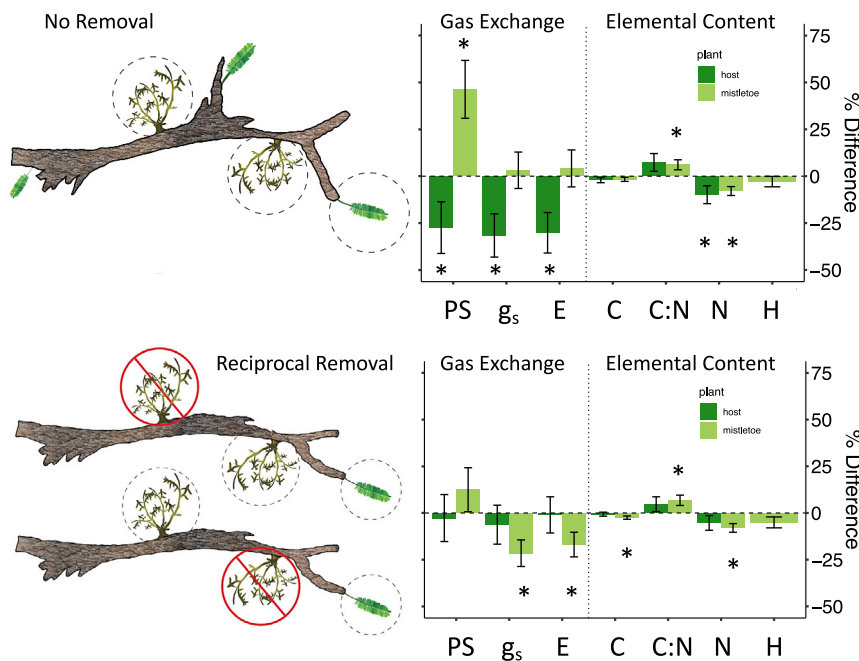 No Removal
Gas Exchange
Elemental Content
75
50
25
0
−25
−50
% Difference
plant
host
mistletoe
*
*
*
*
*
*
*
PS
gs
E
C
C:N
N
H
Reciprocal Removal
Gas Exchange
Elemental Content
75
50
25
0
−25
−50
% Difference
plant
host
mistletoe
*
*
*
*
*
PS
gs
E
C
C:N
N
H